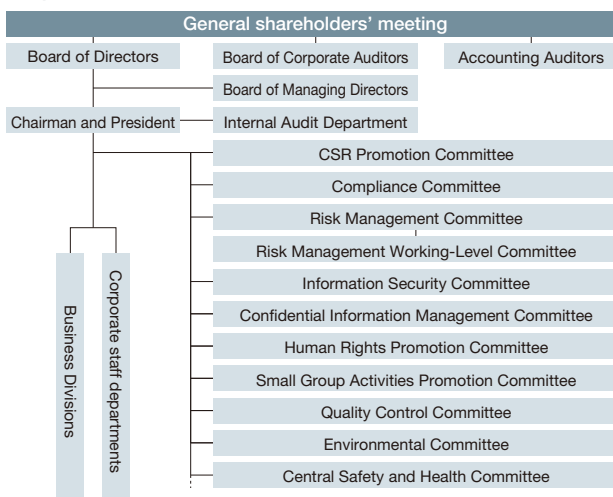 General shareholders' meeting
Board of Directors
Board of Corporate Auditors
Accounting Auditors
Board of Managing Directors
Chairman and President
Internal Audit Department
CSR Promotion Committee
Compliance Committee
Risk Management Committee
Risk Management Working-Level Committee
Information Security Committee
Confidential Information Management Committee
Human Rights Promotion Committee
Small Group Activities Promotion Committee
Quality Control Committee
Environmental Committee
Central Safety and Health Committee
Business Divisions
Corporate staff departments